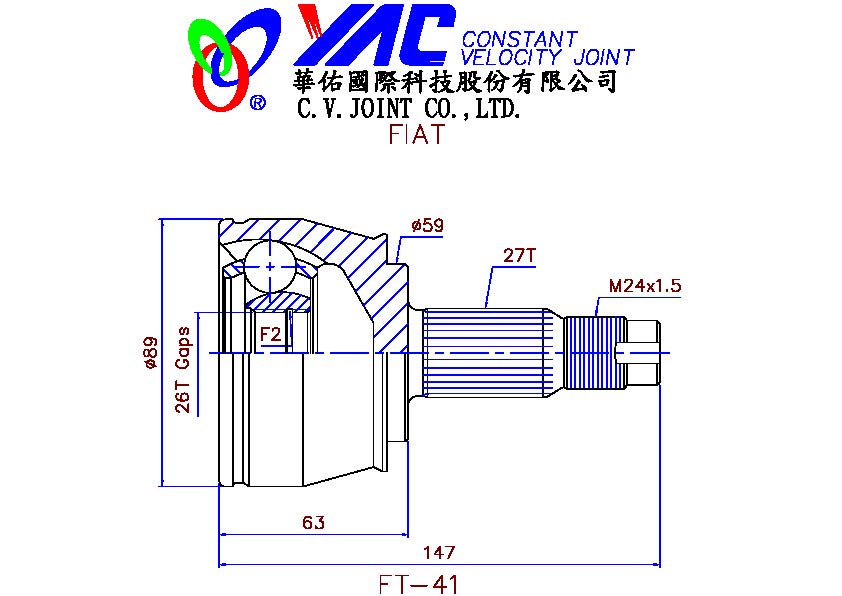 YAC CONSTANT
VELOCITY JOINT
®
華佑國際科技股份有限公司
C.V.JOINT CO.,LTD.
FIAT
ø59
27T
M24x1.5
F2
ø89
26T Gaps
63
147
FT-41